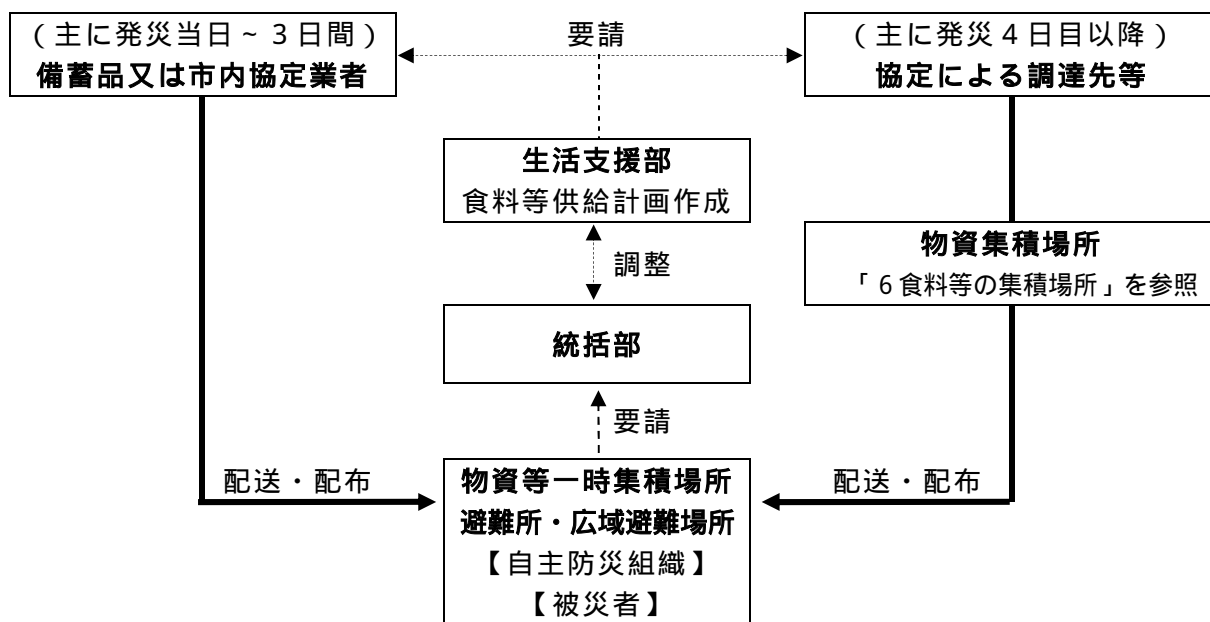 （主に発災当日～３日間）
備蓄品又は市内協定業者
要請
（主に発災４日目以降）
協定による調達先等
生活支援部
食料等供給計画作成
調整
物資集積場所
「６食料等の集積場所」を参照
統括部
要請
配送・配布
物資等一時集積場所
避難所・広域避難場所
【自主防災組織】
【被災者】
配送・配布